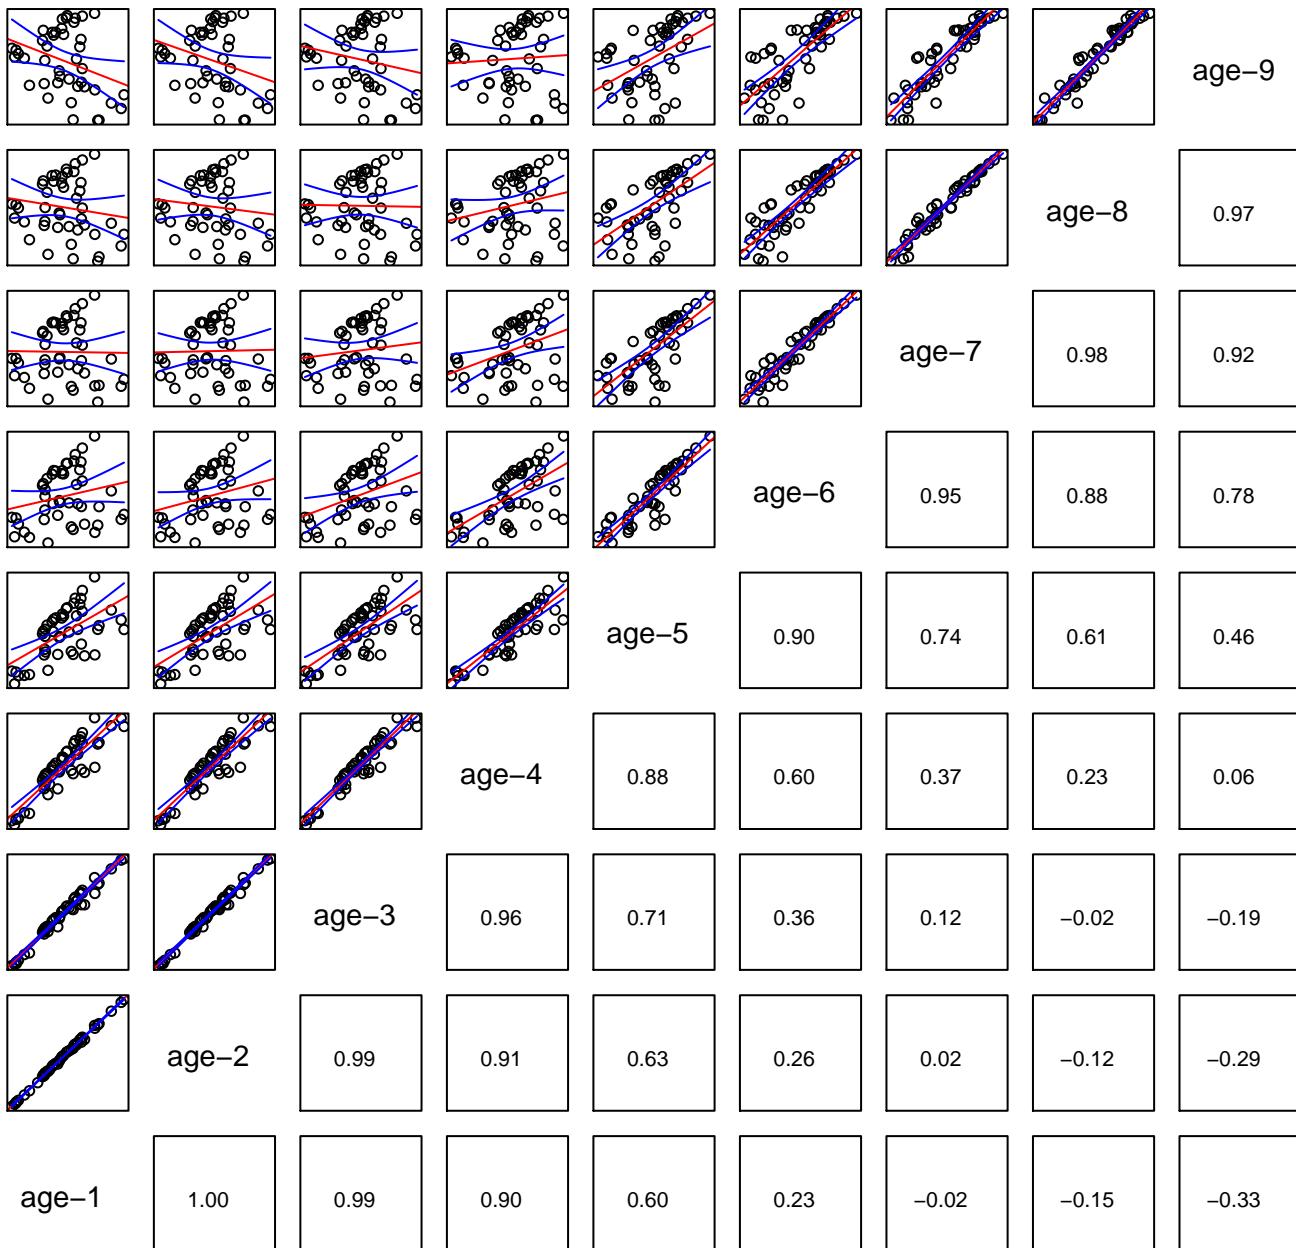 age−9
age−8 0.97
age−7 0.98 0.92
age−6 0.95 0.88 0.78
age−5 0.90 0.74 0.61 0.46
age−4 0.88 0.60 0.37 0.23 0.06
age−3 0.96 0.71 0.36 0.12 −0.02 −0.19
age−2 0.99 0.91 0.63 0.26 0.02 −0.12 −0.29
age−1 1.00 0.99 0.90 0.60 0.23 −0.02 −0.15 −0.33